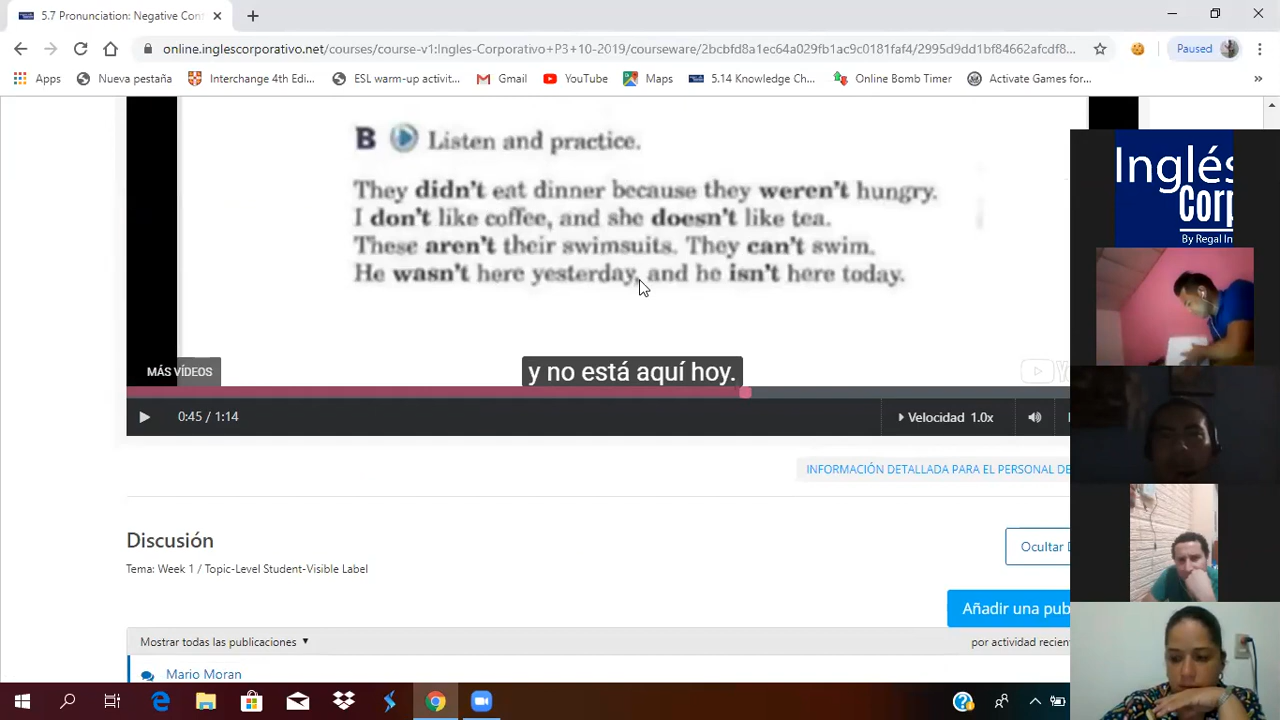 5.7 Pronunciation: Negative Con
online.inglescorporativo.net/courses/course-v1:Ingles-Corporativo+P3+10-2019/courseware/2bcbfd8a1ec64a029fb1ac9c0181faf4/2995d9dd1bf84662afcdf8...
Paused
Apps
Nueva pestaña
Interchange 4th Edi...
ESL warm-up activit...
Gmail
YouTube
Maps
5.14 Knowledge Ch...
Online Bomb Timer
Activate Games for...
»
B Listen and practice.
They didn't eat dinner because they weren't hungry.
I don't like coffee, and she doesn't like tea.
These aren't their swimsuits. They can't swim.
He wasn't here yesterday, and he isn't here today.
y no está aquí hoy.
MÁS VÍDEOS
0:45 / 1:14
Velocidad 1.0x
INFORMACIÓN DETALLADA PARA EL PERSONAL DE
Discusión
Ocultar D
Tema: Week 1 / Topic-Level Student-Visible Label
Añadir una pub
Mostrar todas las publicaciones
por actividad recien
Mario Moran
Inglés
Corp
By Regal In